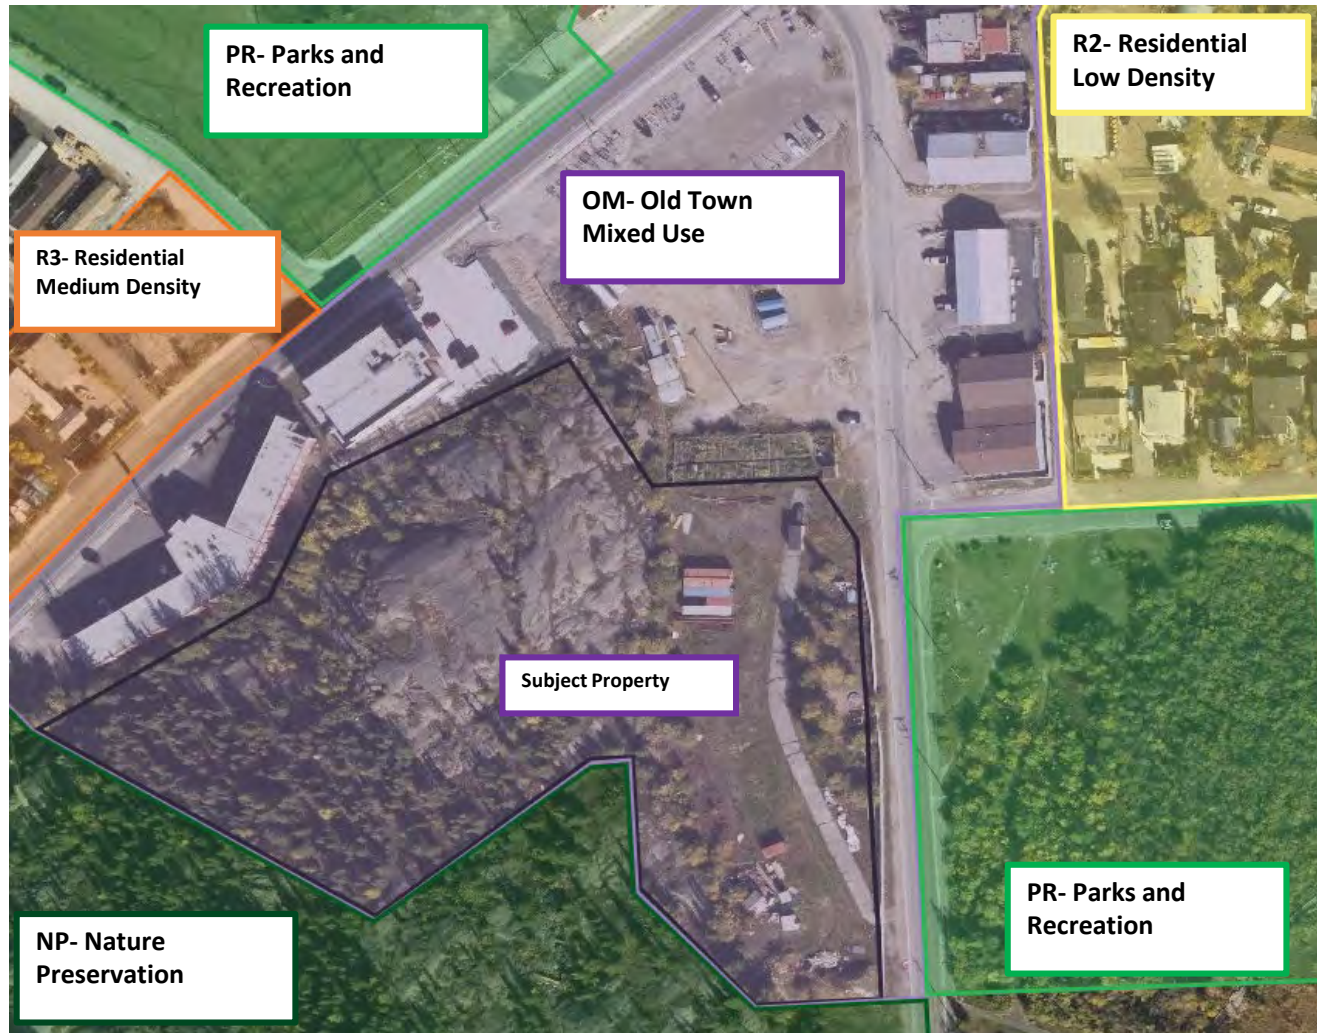 PR- Parks and
Recreation
R2- Residential
Low Density
OM- Old Town
Mixed Use
R3- Residential
Medium Density
Subject Property
PR- Parks and
Recreation
NP- Nature
Preservation